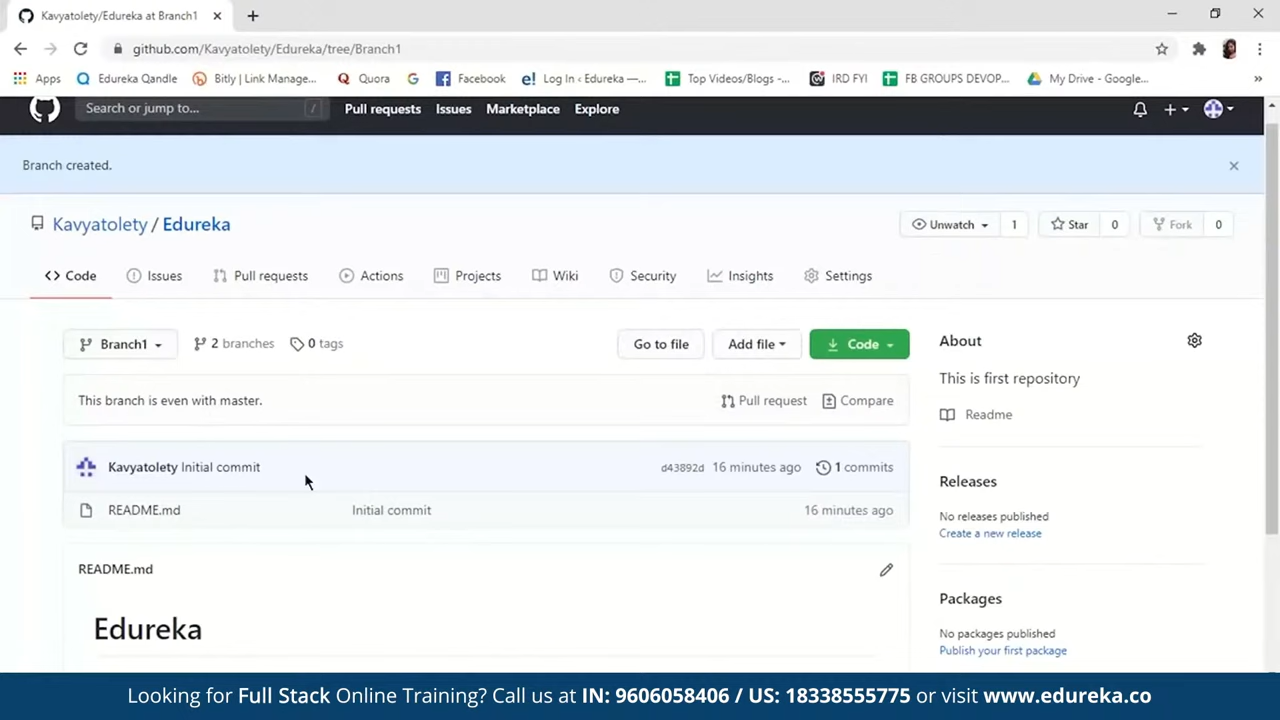 Kavyatolety/Edureka at Branch1
github.com/Kavyatolety/Edureka/tree/Branch1
Apps Edureka Qandle Bitly | Link Manage... Quora Facebook Log In ‹ Edureka —... Top Videos/Blogs -... IRD FYI FB GROUPS DEVOP... My Drive - Google... »
Search or jump to... / Pull requests Issues Marketplace Explore
Branch created.
Kavyatolety / Edureka Unwatch 1 Star 0 Fork 0
Code Issues Pull requests Actions Projects Wiki Security Insights Settings
Branch1 2 branches 0 tags Go to file Add file Code
This branch is even with master. Pull request Compare
Kavyatolety Initial commit d43892d 16 minutes ago 1 commits
README.md Initial commit 16 minutes ago
README.md
Edureka
About
This is first repository
Readme
Releases
No releases published
Create a new release
Packages
No packages published
Publish your first package
Looking for Full Stack Online Training? Call us at IN: 9606058406 / US: 18338555775 or visit www.edureka.co